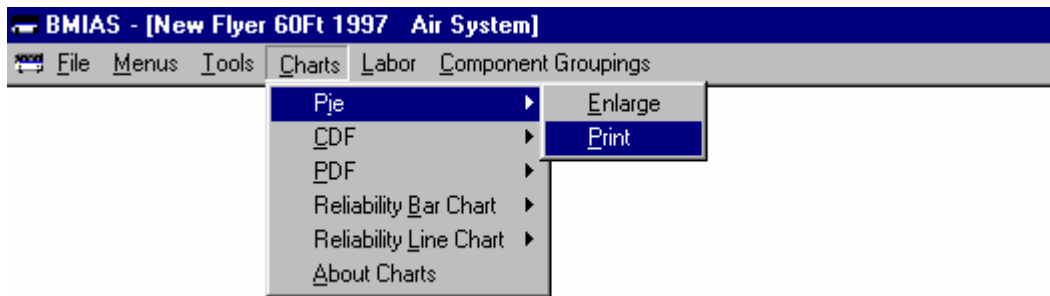 BMIAS - [New Flyer 60Ft 1997 Air System]
File Menus Tools Charts Labor Component Groupings
Pie
Enlarge
CDF
Print
PDF
Reliability Bar Chart
Reliability Line Chart
About Charts